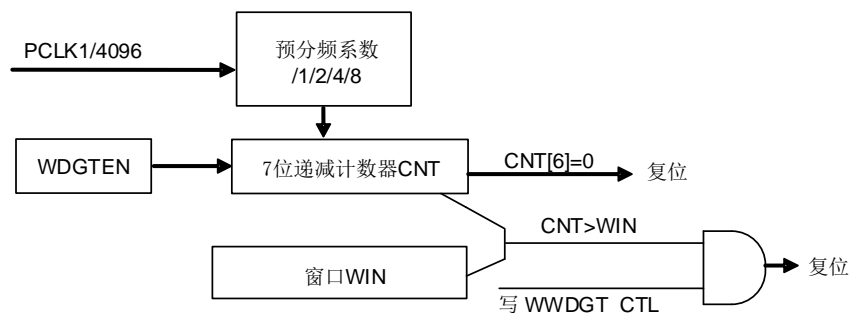 预分频系数
/1/2/4/8
PCLK1/4096
WDGTEN
7位递减计数器CNT
CNT[6]=0
复位
CNT>WIN
窗口WIN
复位
写 WWDGT_CTL